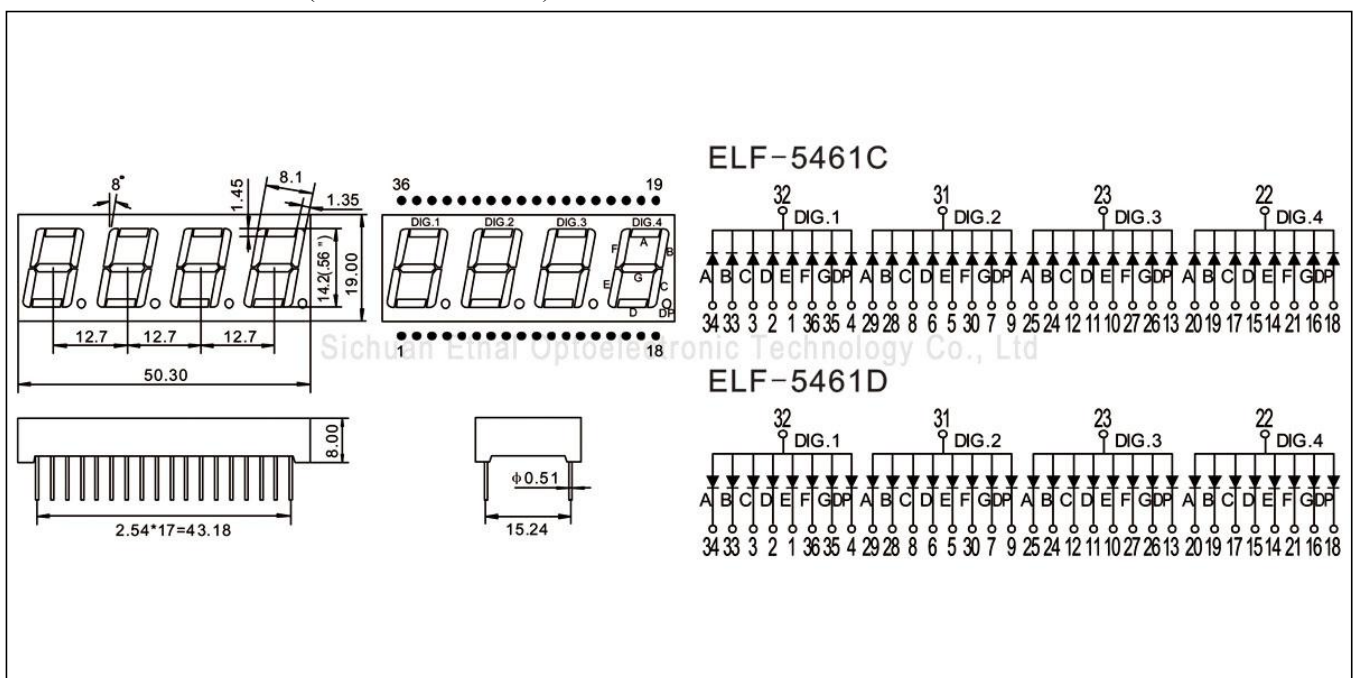 ELF-5461C
8°
1.45
8.1
1.35
14.2(.56")
19.00
12.7 12.7 12.7
50.30
36 19
DIG.1 DIG.2 DIG.3 DIG.4
A
F B
G
E C
D DP
1 18
32 31 23 22
DIG.1 DIG.2 DIG.3 DIG.4
A B C D E F G DP A B C D E F G DP A B C D E F G DP A B C D E F G DP
34 33 3 2 1 36 35 4 29 28 8 6 5 30 7 9 25 24 12 11 10 27 26 13 20 19 17 15 14 21 16 18
Sichuan Ethai Optoelectronic Technology Co., Ltd
ELF-5461D
32 31 23 22
DIG.1 DIG.2 DIG.3 DIG.4
A B C D E F G DP A B C D E F G DP A B C D E F G DP A B C D E F G DP
34 33 3 2 1 36 35 4 29 28 8 6 5 30 7 9 25 24 12 11 10 27 26 13 20 19 17 15 14 21 16 18
8.00
2.54*17=43.18
ϕ0.51
15.24